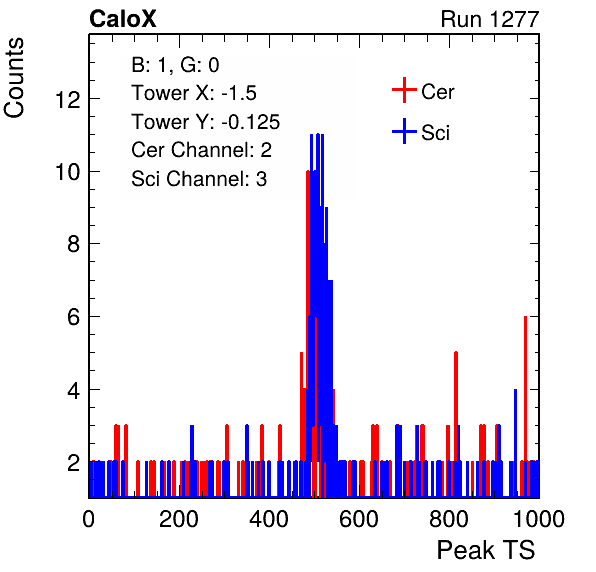 CaloX Run 1277
Counts
B: 1, G: 0
Tower X: -1.5
Tower Y: -0.125
Cer Channel: 2
Sci Channel: 3
Cer
Sci
12
10
8
6
4
2
0 200 400 600 800 1000
Peak TS